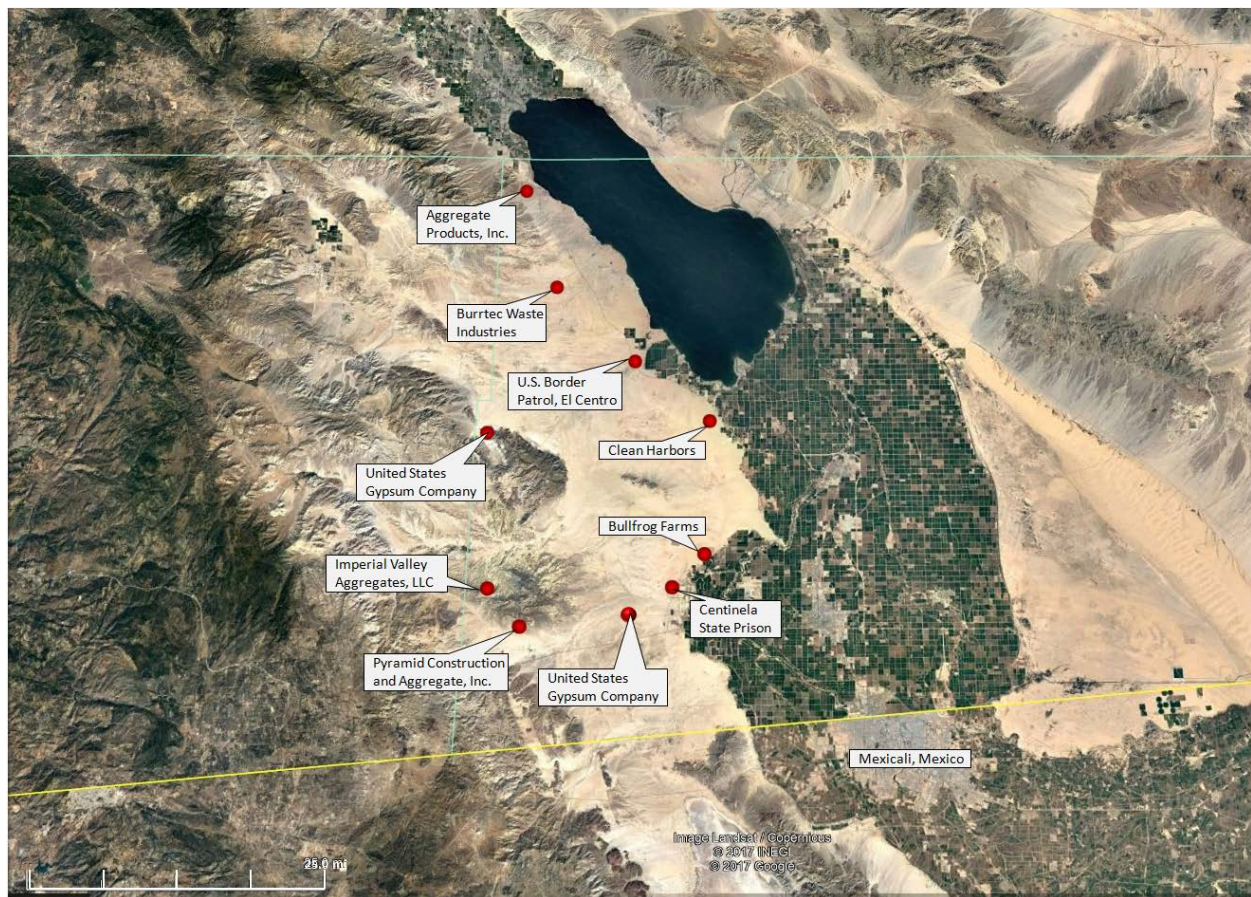 Aggregate
Products, Inc.
Burrtec Waste
Industries
U.S. Border
Patrol, El Centro
Clean Harbors
United States
Gypsum Company
Bullfrog Farms
Imperial Valley
Aggregates, LLC
Centinela
State Prison
Pyramid Construction
and Aggregate, Inc.
United States
Gypsum Company
Mexicali, Mexico
Image Landsat / Copernicus
© 2017 INEGI
© 2017 Google
25.0 mi